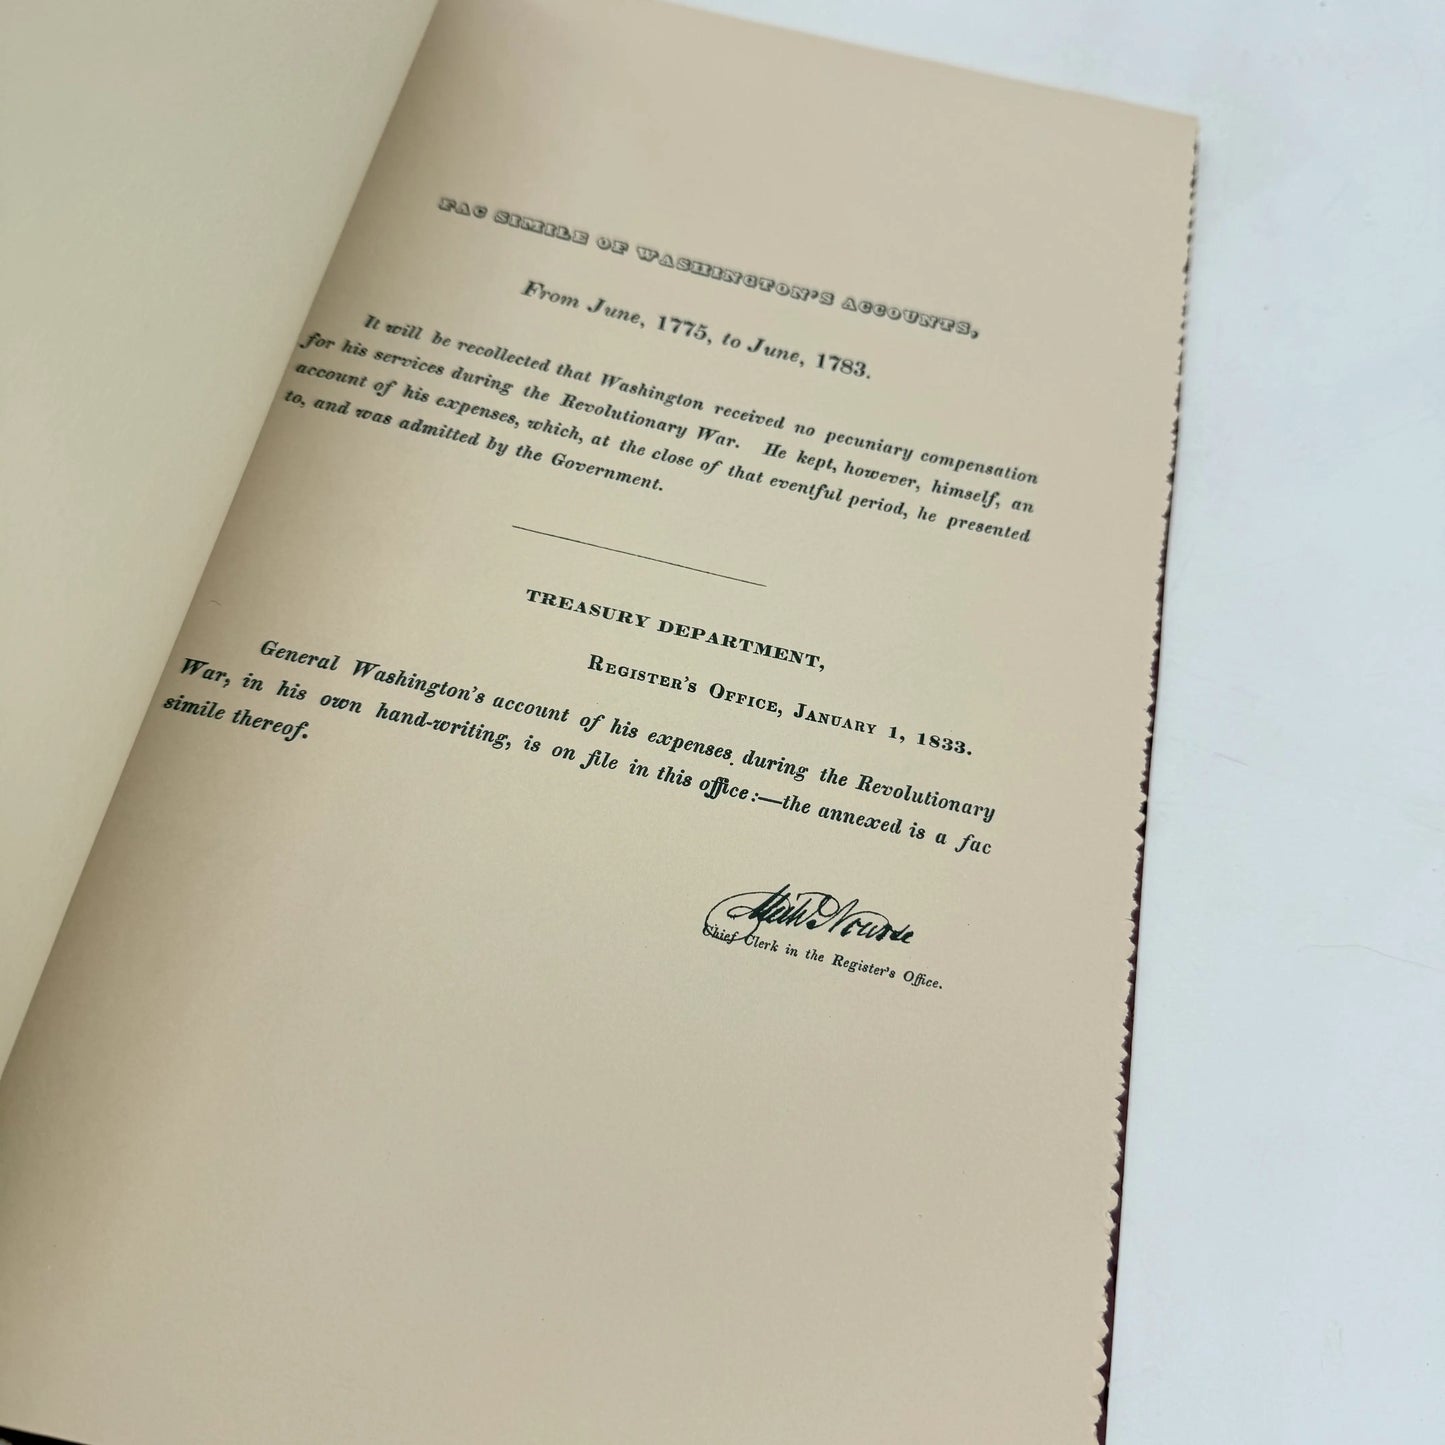 FAC SIMILE OF WASHINGTON'S ACCOUNTS,
From June, 1775, to June, 1783.
It will be recollected that Washington received no pecuniary compensation
for his services during the Revolutionary War. He kept, however, himself, an
account of his expenses, which, at the close of that eventful period, he presented
to, and was admitted by the Government.
TREASURY DEPARTMENT,
REGISTER'S OFFICE, JANUARY 1, 1833.
General Washington's account of his expenses during the Revolutionary
War, in his own hand-writing, is on file in this office:—the annexed is a fac
simile thereof.
Nourse
Chief Clerk in the Register's Office.